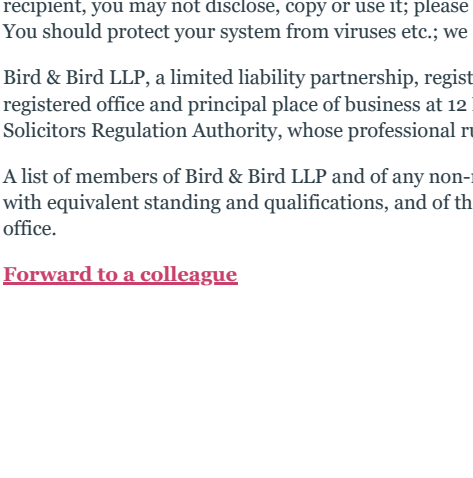 recipient, you may not disclose, copy or use it; please
You should protect your system from viruses etc.; we
Bird & Bird LLP, a limited liability partnership, regist
registered office and principal place of business at 12
Solicitors Regulation Authority, whose professional ru
A list of members of Bird & Bird LLP and of any non-
with equivalent standing and qualifications, and of th
office.
Forward to a colleague